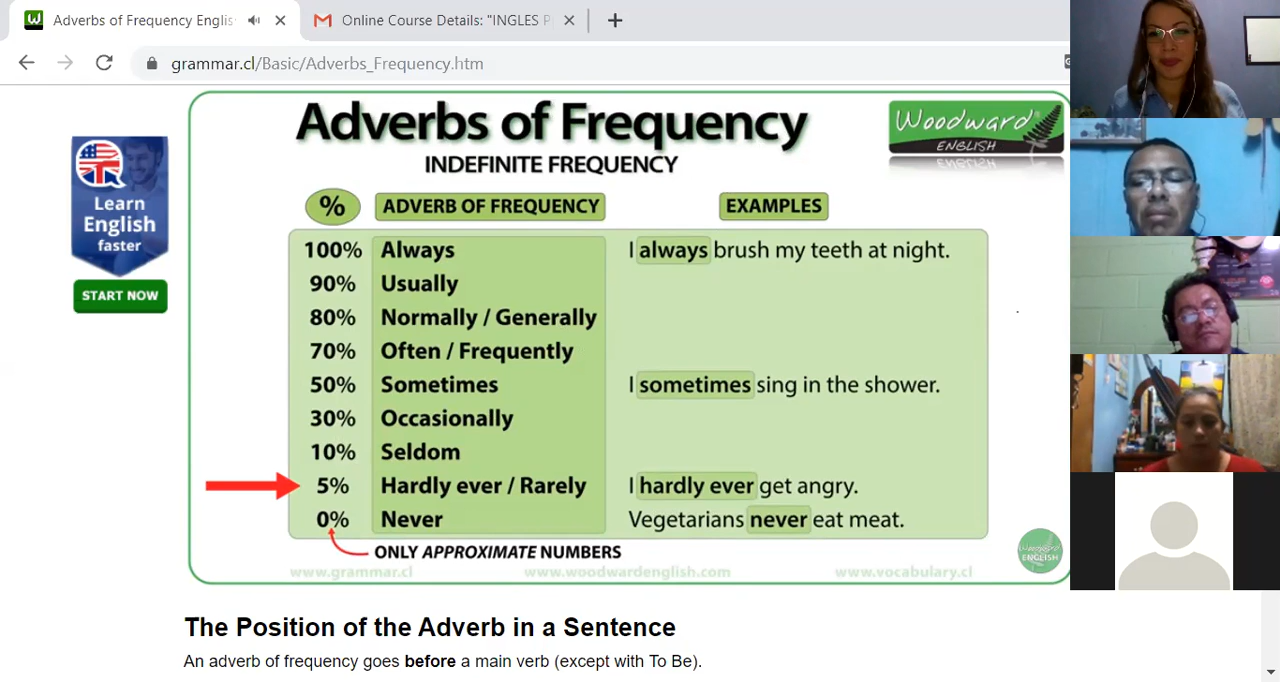 Adverbs of Frequency Englis
Online Course Details: "INGLES P
grammar.cl/Basic/Adverbs_Frequency.htm
Adverbs of Frequency
INDEFINITE FREQUENCY
Woodward
ENGLISH
Learn
English
faster
START NOW
% ADVERB OF FREQUENCY EXAMPLES
100% Always I always brush my teeth at night.
90% Usually
80% Normally / Generally
70% Often / Frequently
50% Sometimes I sometimes sing in the shower.
30% Occasionally
10% Seldom
5% Hardly ever / Rarely I hardly ever get angry.
0% Never Vegetarians never eat meat.
ONLY APPROXIMATE NUMBERS
Woodward
ENGLISH
www.grammar.cl www.woodwardenglish.com www.vocabulary.cl
The Position of the Adverb in a Sentence
An adverb of frequency goes before a main verb (except with To Be).